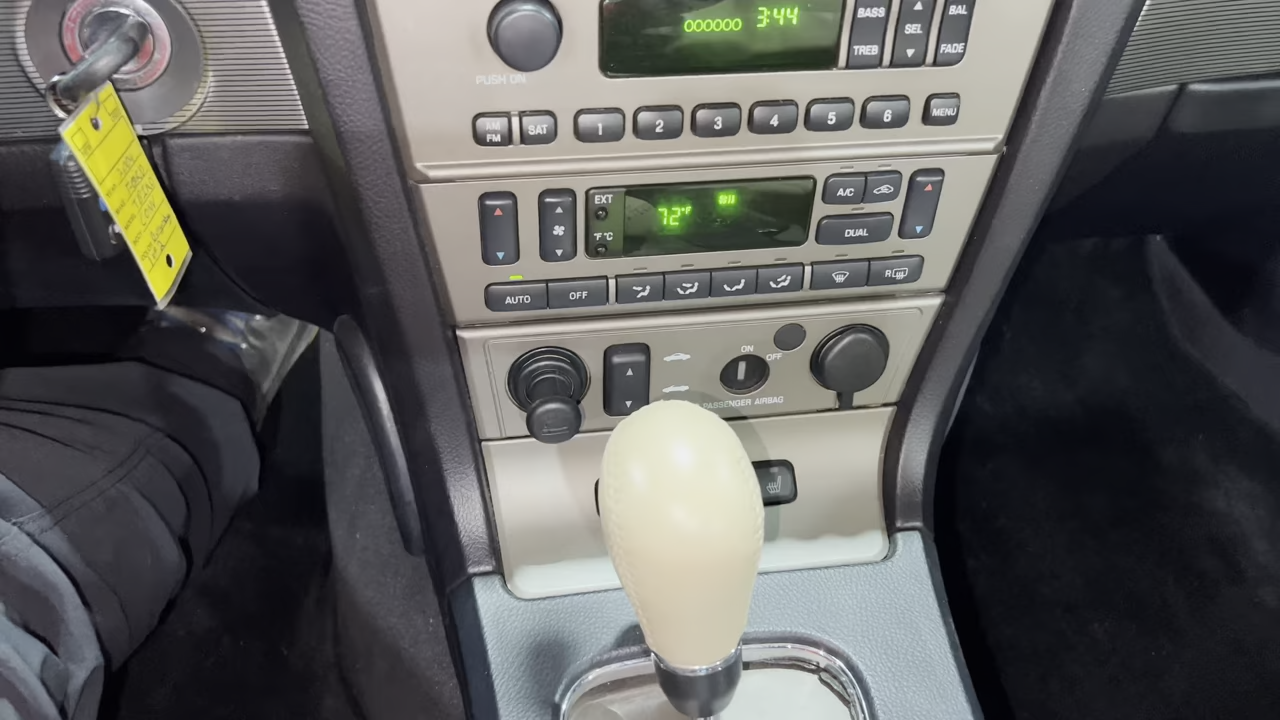 000000 3:44
BASS
TREB
SEL
BAL
FADE
PUSH ON
AM
FM
SAT
1
2
3
4
5
6
MENU
EXT
°F°C
72°F
A/C
DUAL
AUTO
OFF
R
ON
OFF
PASSENGER AIRBAG